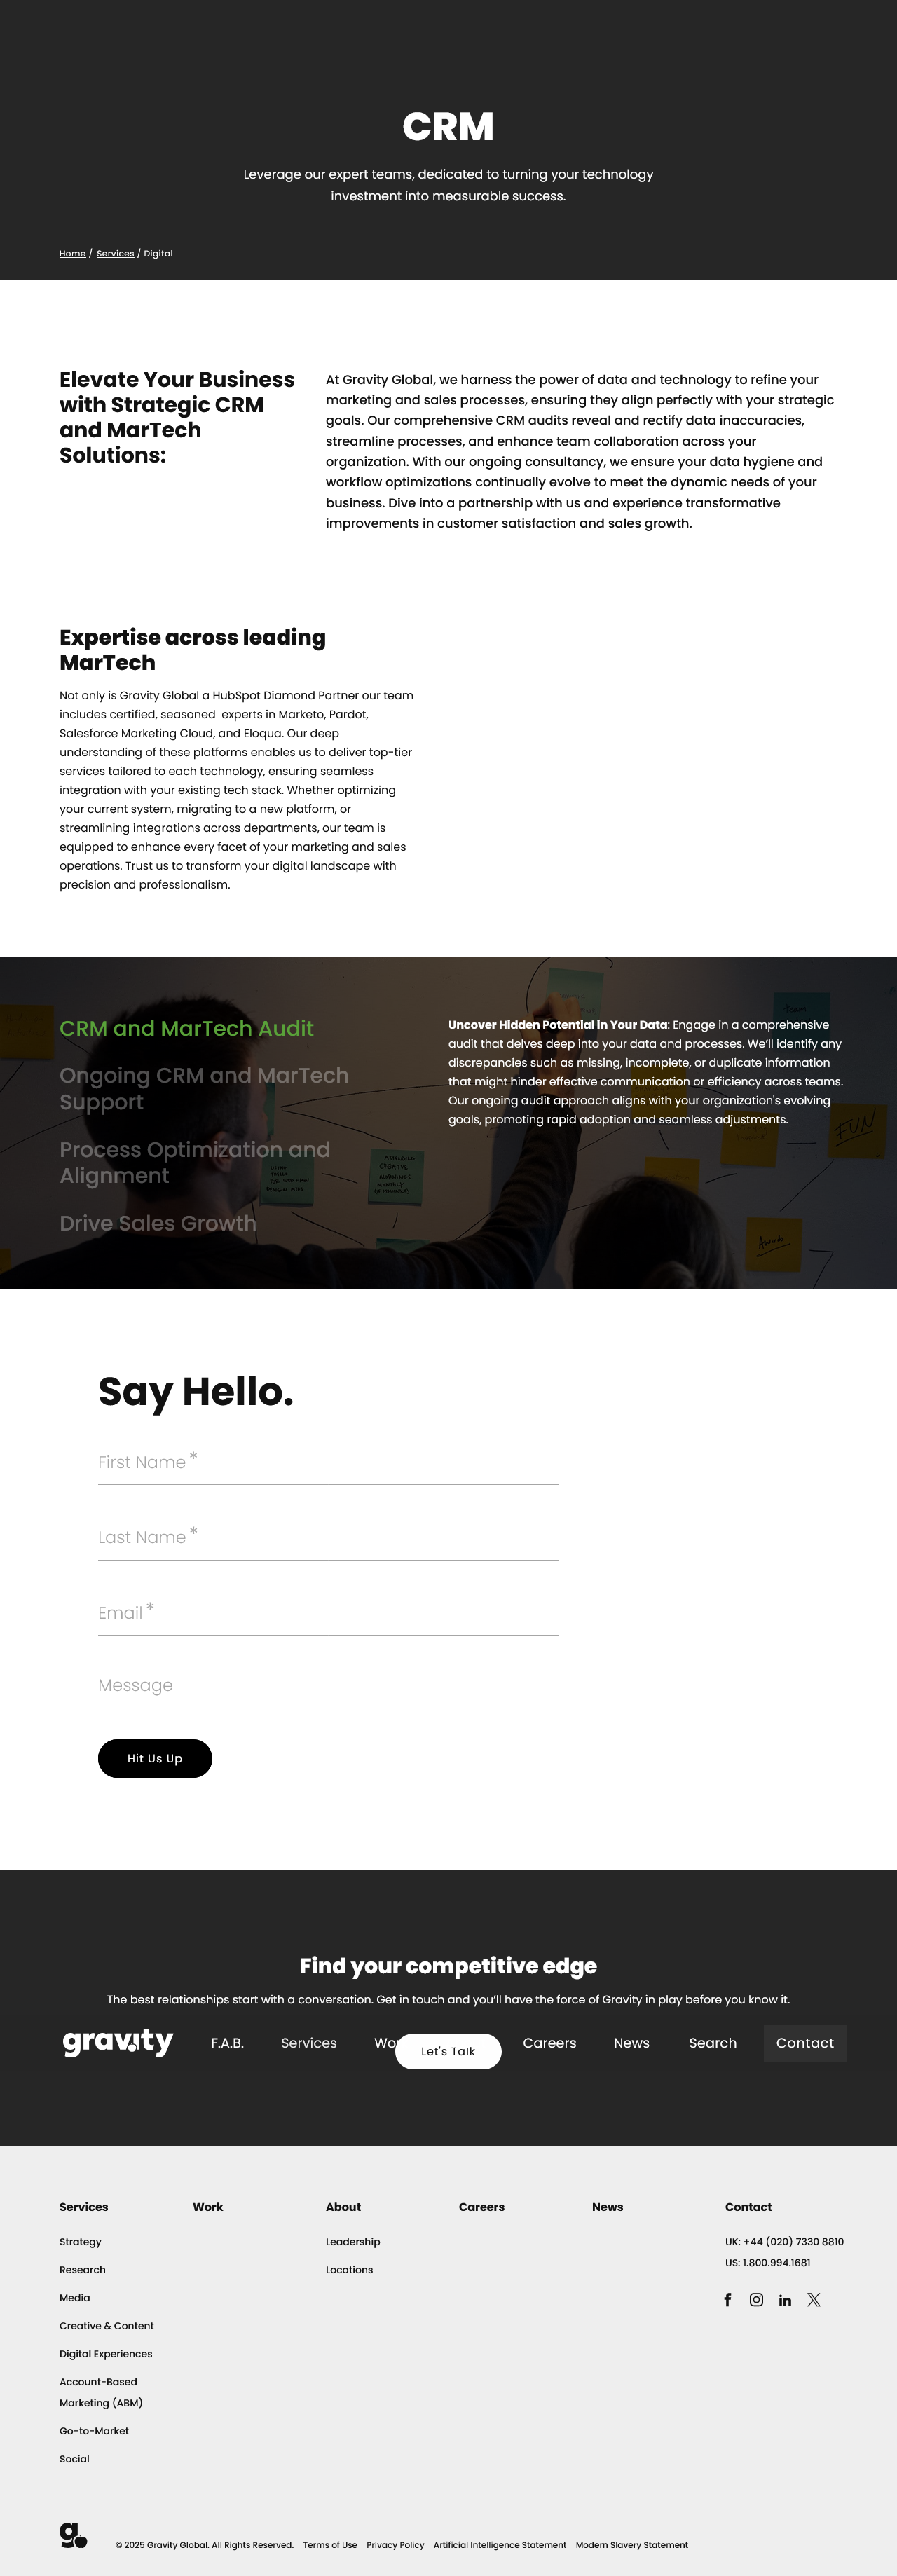 CRM
Leverage our expert teams, dedicated to turning your technology
investment into measurable success.
Home / Services / Digital
Elevate Your Business
with Strategic CRM
and MarTech
Solutions:
At Gravity Global, we harness the power of data and technology to refine your
marketing and sales processes, ensuring they align perfectly with your strategic
goals. Our comprehensive CRM audits reveal and rectify data inaccuracies,
streamline processes, and enhance team collaboration across your
organization. With our ongoing consultancy, we ensure your data hygiene and
workflow optimizations continually evolve to meet the dynamic needs of your
business. Dive into a partnership with us and experience transformative
improvements in customer satisfaction and sales growth.
Expertise across leading
MarTech
Not only is Gravity Global a HubSpot Diamond Partner our team
includes certified, seasoned  experts in Marketo, Pardot,
Salesforce Marketing Cloud, and Eloqua. Our deep
understanding of these platforms enables us to deliver top-tier
services tailored to each technology, ensuring seamless
integration with your existing tech stack. Whether optimizing
your current system, migrating to a new platform, or
streamlining integrations across departments, our team is
equipped to enhance every facet of your marketing and sales
operations. Trust us to transform your digital landscape with
precision and professionalism.
CRM and MarTech Audit
Ongoing CRM and MarTech
Support
Process Optimization and
Alignment
Drive Sales Growth
Uncover Hidden Potential in Your Data: Engage in a comprehensive
audit that delves deep into your data and processes. We'll identify any
discrepancies such as missing, incomplete, or duplicate information
that might hinder effective communication or efficiency across teams.
Our ongoing audit approach aligns with your organization's evolving
goals, promoting rapid adoption and seamless adjustments.
FUN
Say Hello.
First Name *
Last Name *
Email *
Message
Hit Us Up
Find your competitive edge
The best relationships start with a conversation. Get in touch and you'll have the force of Gravity in play before you know it.
gravity F.A.B. Services Let's Talk Careers News Search Contact
Services
Strategy
Research
Media
Creative & Content
Digital Experiences
Account-Based
Marketing (ABM)
Go-to-Market
Social
Work
About
Leadership
Locations
Careers
News
Contact
UK: +44 (020) 7330 8810
US: 1.800.994.1681
g
© 2025 Gravity Global. All Rights Reserved. Terms of Use Privacy Policy Artificial Intelligence Statement Modern Slavery Statement